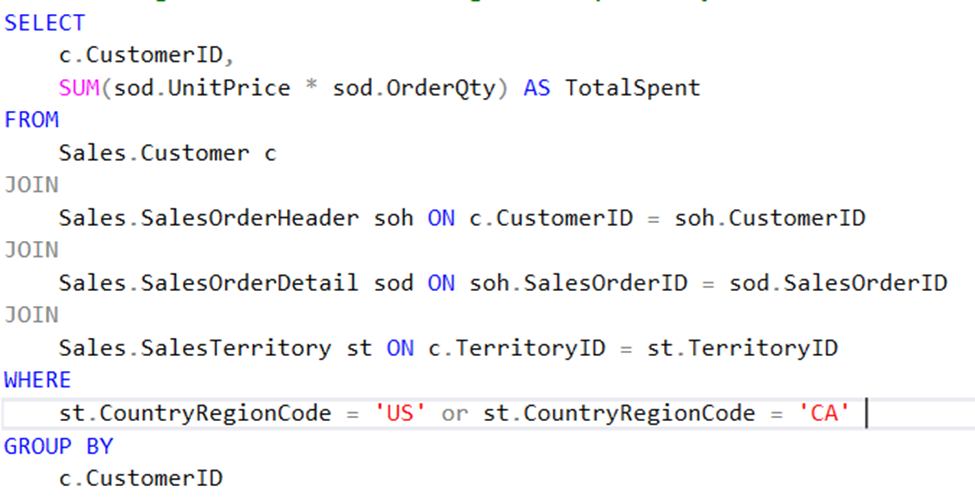 SELECT
c.CustomerID,
SUM(sod.UnitPrice * sod.OrderQty) AS TotalSpent
FROM
Sales.Customer c
JOIN
Sales.SalesOrderHeader soh ON c.CustomerID = soh.CustomerID
JOIN
Sales.SalesOrderDetail sod ON soh.SalesOrderID = sod.SalesOrderID
JOIN
Sales.SalesTerritory st ON c.TerritoryID = st.TerritoryID
WHERE
st.CountryRegionCode = 'US' or st.CountryRegionCode = 'CA'
GROUP BY
c.CustomerID